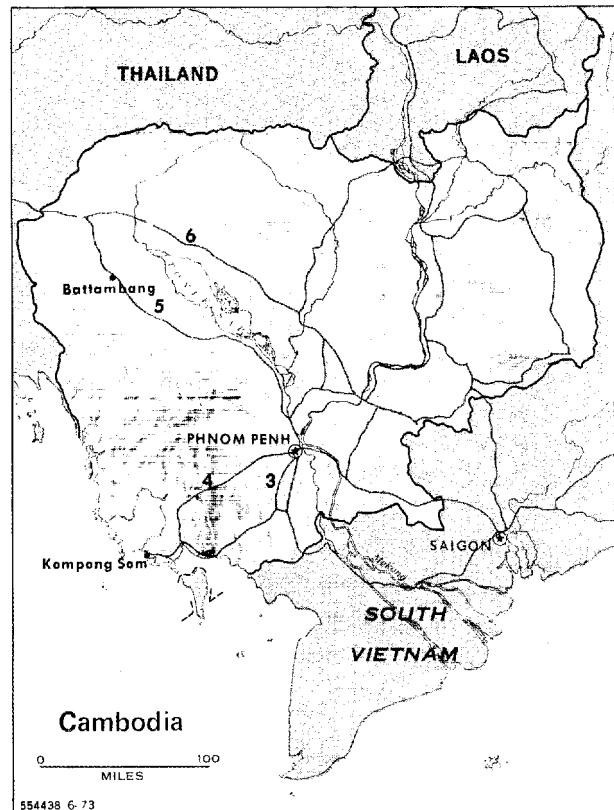 THAILAND
LAOS
6
Battambang
5
PHNOM PENH
4
3
SAIGON
Kompong Som
Mekong
SOUTH
VIETNAM
Cambodia
0 100
MILES
554438 6-73